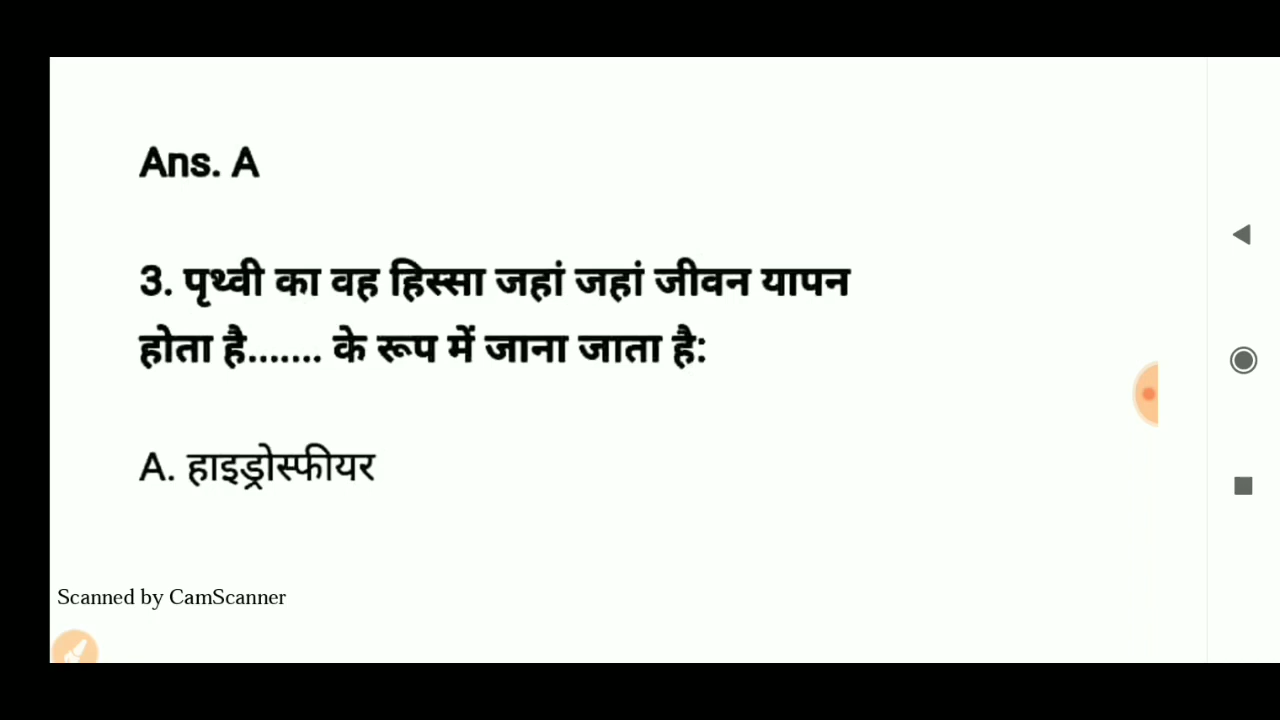 Ans. A
3. पृथ्वी का वह हिस्सा जहां जहां जीवन यापन
होता है....... के रूप में जाना जाता है:
A. हाइड्रोस्फीयर
Scanned by CamScanner